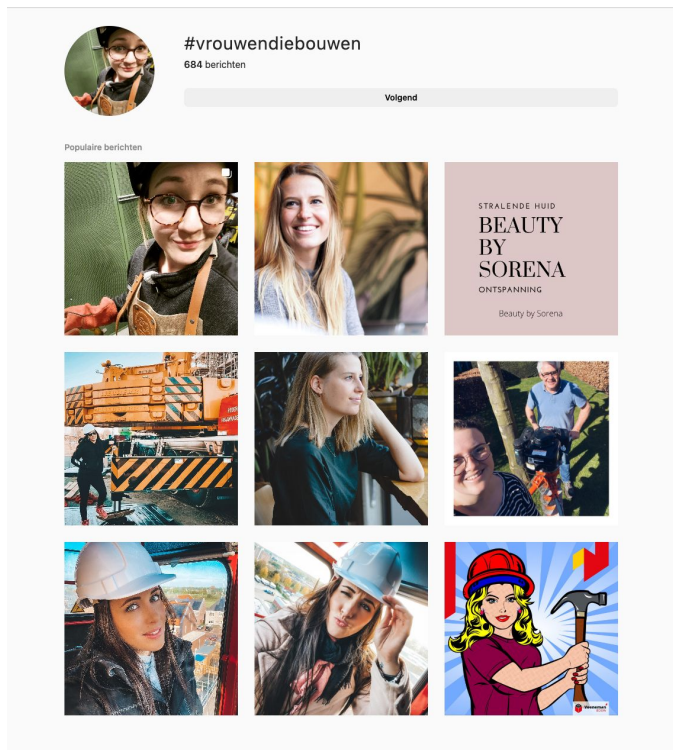 #vrouwendiebouwen
684 berichten
Volgend
Populaire berichten
STRALENDE HUID
BEAUTY
BY
SORENA
ONTSPANNING
Beauty by Sorena